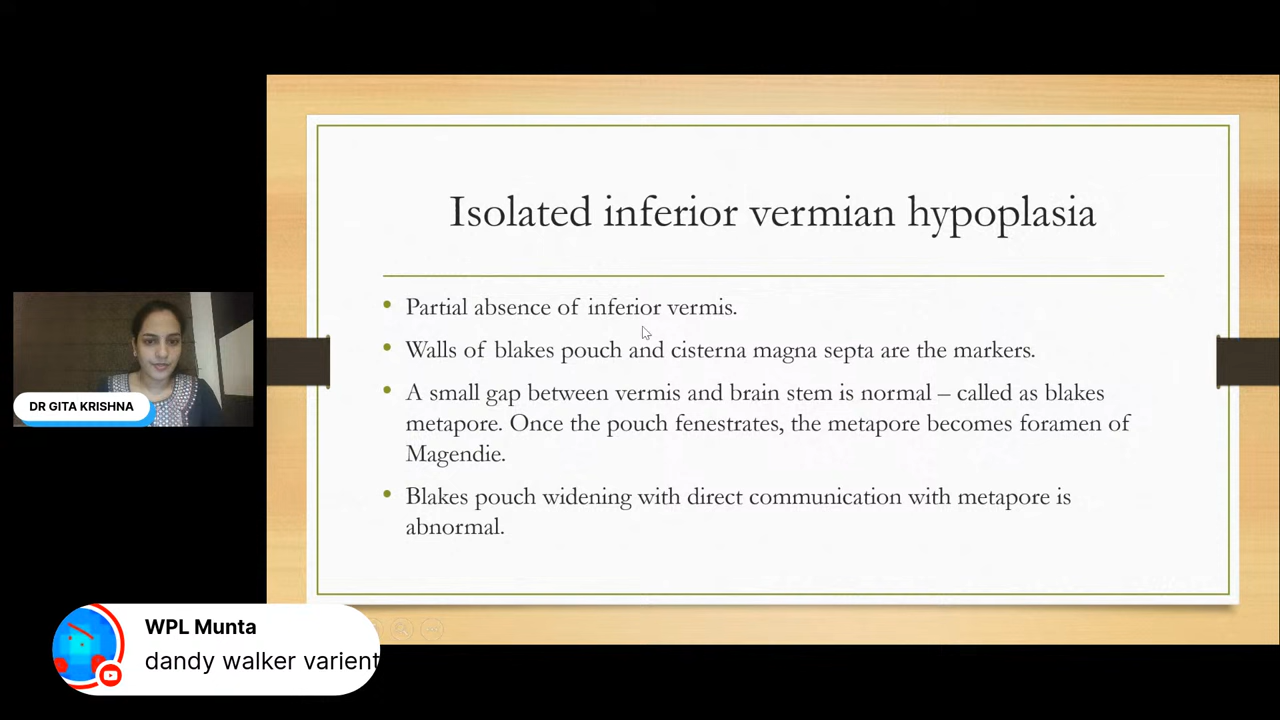 Isolated inferior vermian hypoplasia
• Partial absence of inferior vermis.
• Walls of blakes pouch and cisterna magna septa are the markers.
• A small gap between vermis and brain stem is normal – called as blakes
metapore. Once the pouch fenestrates, the metapore becomes foramen of
Magendie.
• Blakes pouch widening with direct communication with metapore is
abnormal.
DR GITA KRISHNA
WPL Munta
dandy walker varient